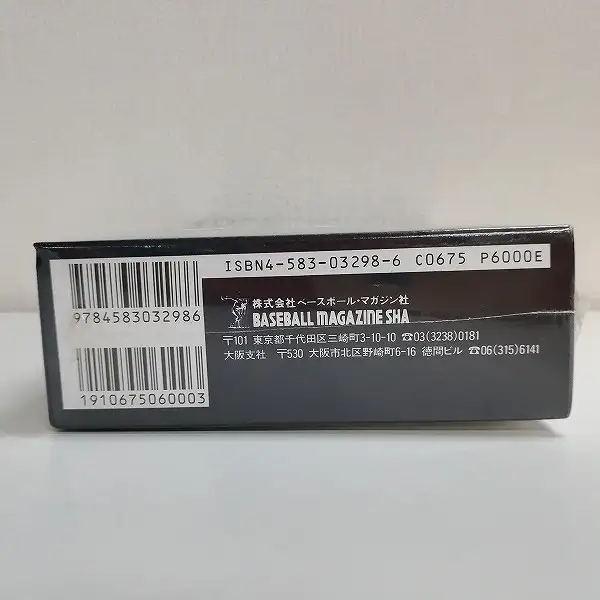 ISBN4-583-03298-6 C0675 P6000E
9784583032986
1910675060003
株式会社ベースボール・マガジン社
BASEBALL MAGAZINE SHA
〒101 東京都千代田区三崎町3-10-10 ☎03(3238)0181
大阪支社 〒530 大阪市北区野崎町6-16 徳間ビル ☎06(315)6141